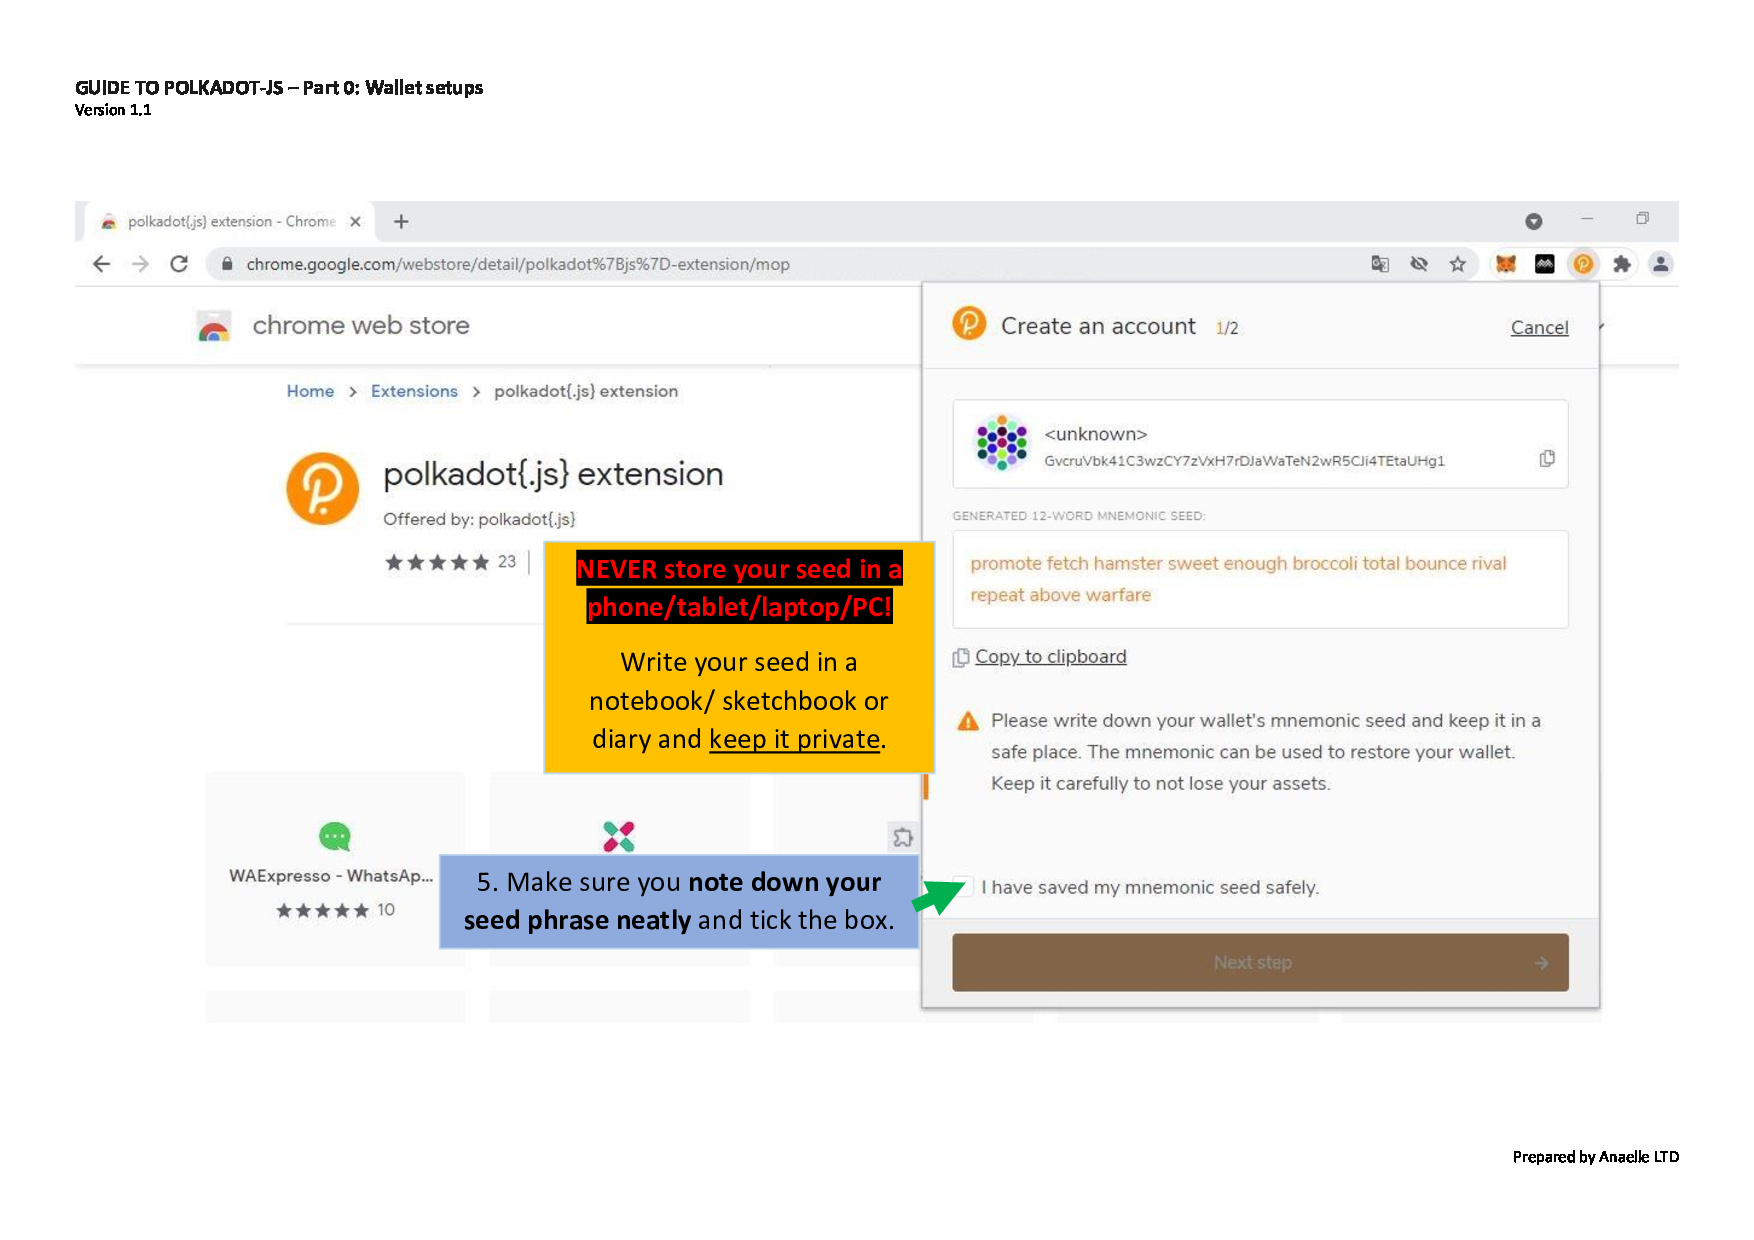 GUIDE TO POLKADOT-JS – Part 0: Wallet setups
Version 1.1
polkadot{.js} extension - Chrome
chrome.google.com/webstore/detail/polkadot%7Bjs%7D-extension/mop
chrome web store
Create an account 1/2
Cancel
Home > Extensions > polkadot{.js} extension
<unknown>
GvcruVbk41C3wzCY7zVxH7rDJaWaTeN2wR5CJi4TEtaUHg1
polkadot{.js} extension
Offered by: polkadot{.js}
23
GENERATED 12-WORD MNEMONIC SEED:
promote fetch hamster sweet enough broccoli total bounce rival
repeat above warfare
Copy to clipboard
NEVER store your seed in a
phone/tablet/laptop/PC!
Write your seed in a
notebook/ sketchbook or
diary and keep it private.
Please write down your wallet's mnemonic seed and keep it in a
safe place. The mnemonic can be used to restore your wallet.
Keep it carefully to not lose your assets.
WAExpresso - WhatsAp...
10
5. Make sure you note down your
seed phrase neatly and tick the box.
I have saved my mnemonic seed safely.
Next step
Prepared by Anaelle LTD